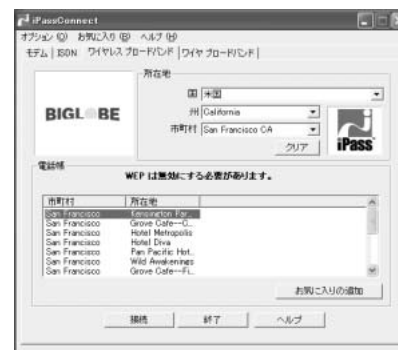 iPassConnect
オプション(O) お気に入り(B) ヘルプ(H)
モデム | ISDN | ワイヤレス ブロードバンド | ワイヤ ブロードバンド |
所在地
国 米国
BIGLOBE
州 California
市町村 San Francisco CA
クリア
iPass
電話帳
WEP は無効にする必要があります。
市町村 所在地
San Francisco Kensington Par...
San Francisco Grove Cafe--C...
San Francisco Hotel Metropolis
San Francisco Hotel Diva
San Francisco Pan Pacific Hot...
San Francisco Wild Awakenings
San Francisco Grove Cafe--Fi...
お気に入りの追加
接続 終了 ヘルプ